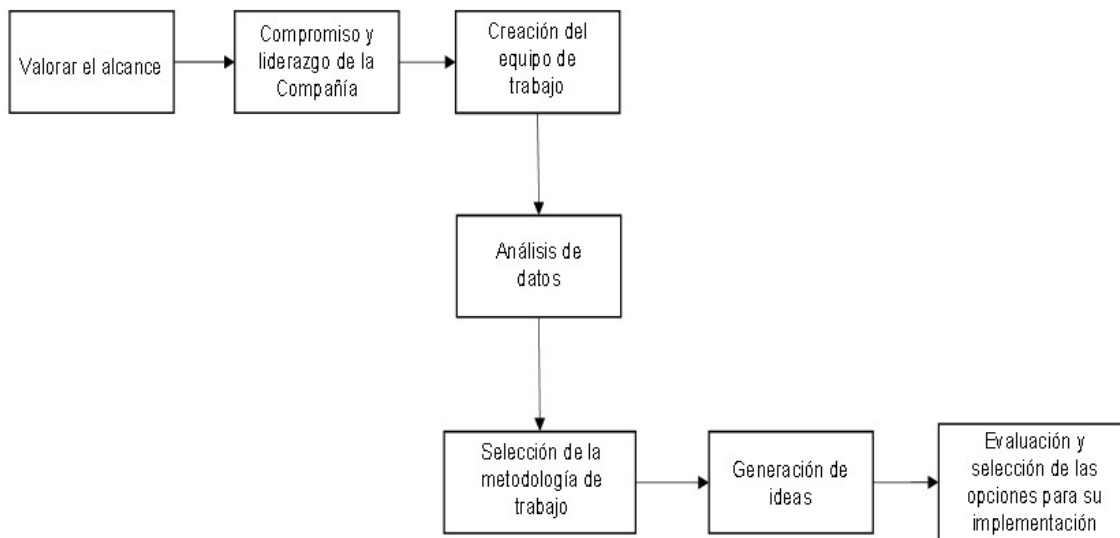 Valorar el alcance
Compromiso y
liderazgo de la
Compañía
Creación del
equipo de
trabajo
Análisis de
datos
Selección de la
metodología de
trabajo
Generación de
ideas
Evaluación y
selección de las
opciones para su
implementación